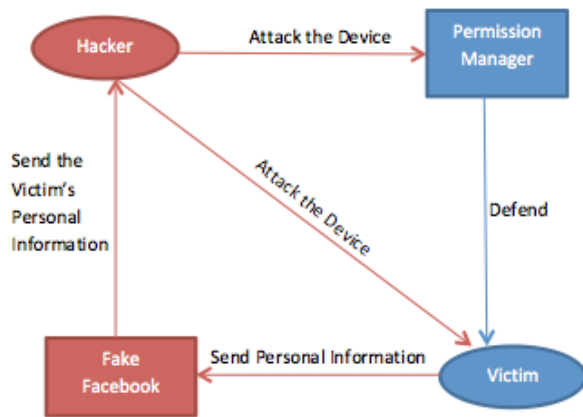 Hacker
Attack the Device
Permission
Manager
Send the
Victim's
Personal
Information
Attack the Device
Defend
Fake
Facebook
Send Personal Information
Victim